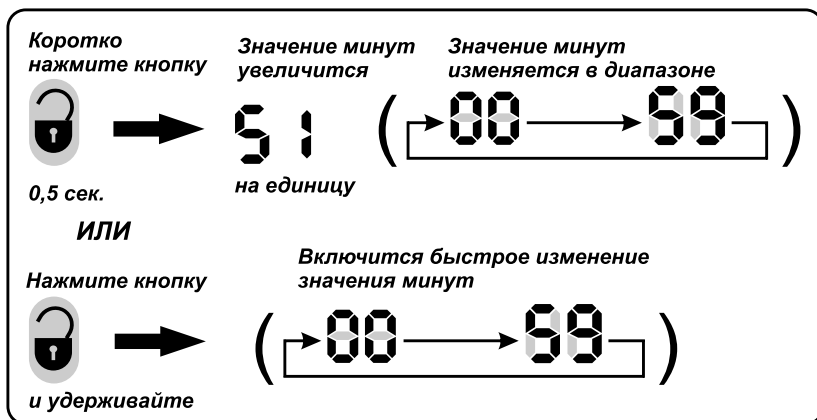 Коротко
нажмите кнопку
0,5 сек.
Значение минут
увеличится
51
на единицу
Значение минут
изменяется в диапазоне
( 00 59 )
ИЛИ
Нажмите кнопку
и удерживайте
Включится быстрое изменение
значения минут
( 00 59 )